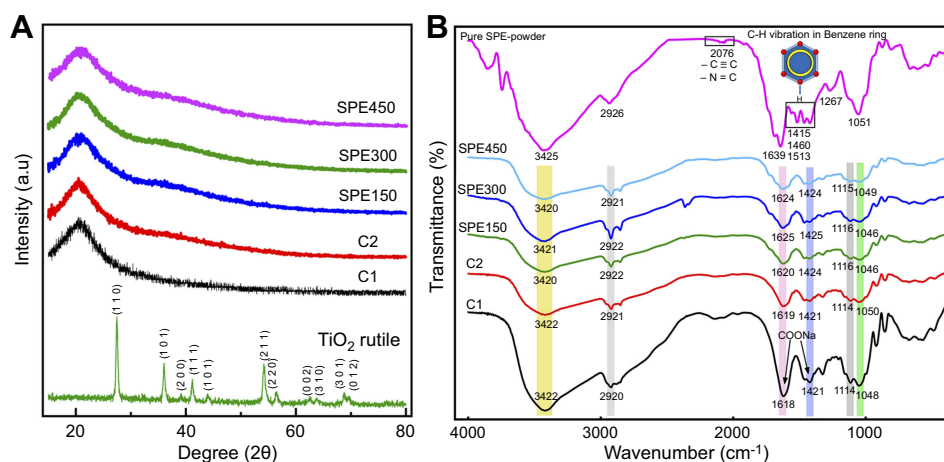 A
Intensity (a.u)
SPE450
SPE300
SPE150
C2
C1
TiO2 rutile
(1 1 0)
(1 0 1)
(2 0 0)
(1 1 1)
(1 0 1)
(2 1 1)
(2 2 0)
(0 0 2)
(3 1 0)
(3 0 1)
(0 1 2)
20 40 60 80
Degree (2θ)
B
Transmittance (%)
Pure SPE-powder
2076
– C ≡ C
– N = C
C-H vibration in Benzene ring
H
2926
3425
1639
1415
1460
1513
1267
1051
SPE450
3420 2921 1624 1424 1115 1049
SPE300
3421 2922 1625 1425 1116 1046
SPE150
3420 2922 1620 1424 1116 1046
C2
3422 2921 1619 1421 1114 1050
C1
COONa
3422 2920 1618 1421 1114 1048
4000 3000 2000 1000
Wavenumber (cm-1)